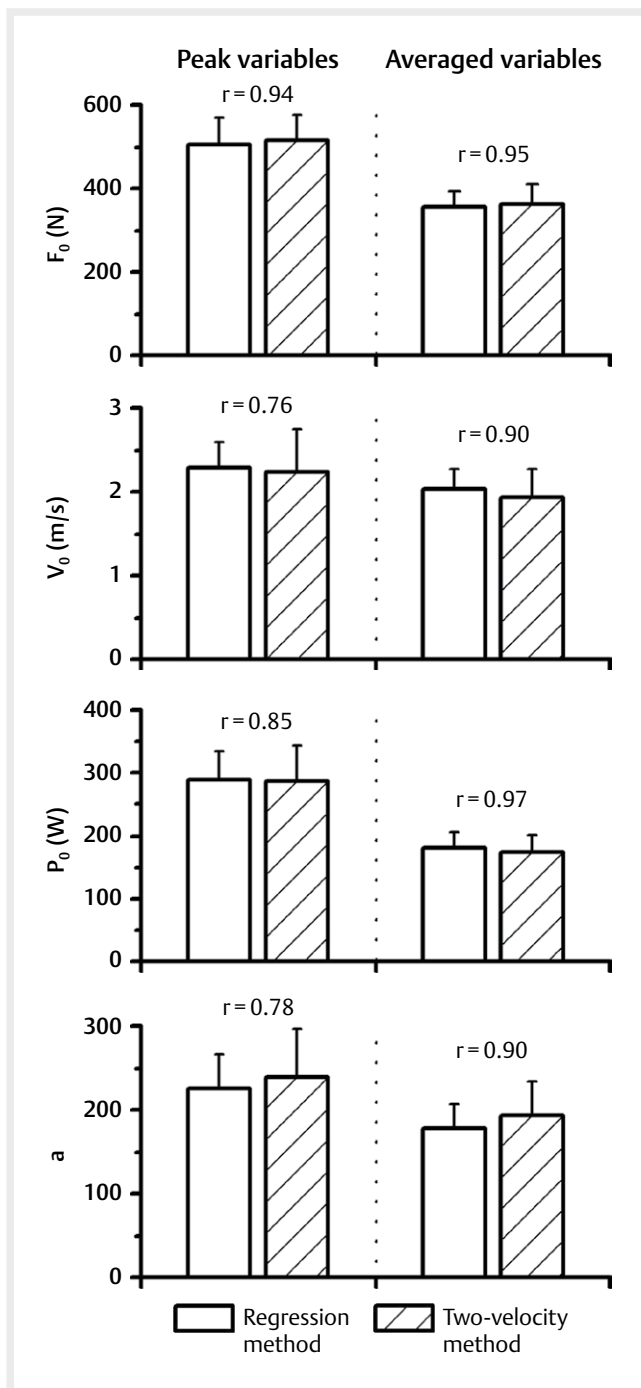 Peak variables Averaged variables
r = 0.94
r = 0.95
600
400
200
0
F₀ (N)
r = 0.76
r = 0.90
3
2
1
0
V₀ (m/s)
r = 0.85
r = 0.97
400
300
200
100
0
P₀ (W)
r = 0.78
r = 0.90
300
200
100
0
a
Regression
method
Two-velocity
method